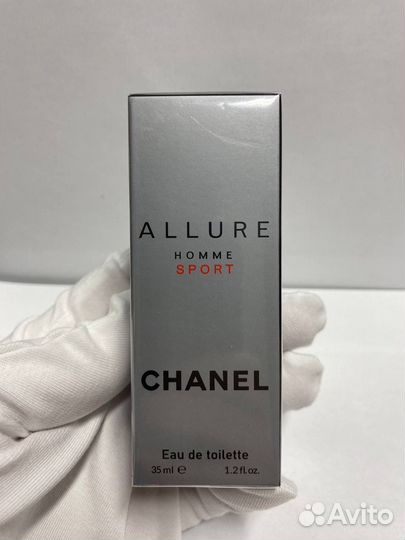 ALLURE
HOMME
SPORT
CHANEL
Eau de toilette
35 ml ℮ 1.2 fl.oz.
Avito